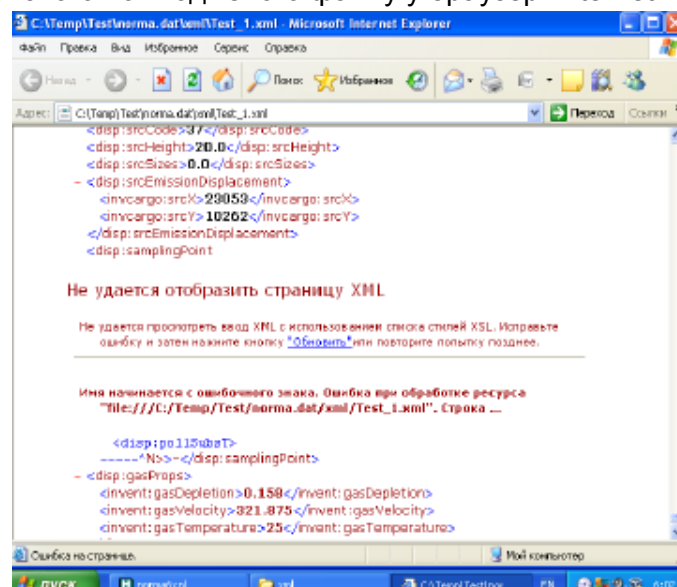 C:\Temp\Test\norma.dat\xml\Test_1.xml - Microsoft Internet Explorer
Файл Правка Вид Избранное Сервис Справка
Назад Поиск Избранное
Адрес: C:\Temp\Test\norma.dat\xml\Test_1.xml Переход Ссылки
<disp:srcCode>37</disp:srcCode>
<disp:srcHeight>20.0</disp:srcHeight>
<disp:srcSizes>0.0</disp:srcSizes>
- <disp:srcEmissionDisplacement>
<invcargo:srcX>23053</invcargo:srcX>
<invcargo:srcY>10262</invcargo:srcY>
</disp:srcEmissionDisplacement>
<disp:samplingPoint
Не удается отобразить страницу XML
Не удается просмотреть ввод XML с использованием списка стилей XSL. Исправьте
ошибку и затем нажмите кнопку "Обновить" или повторите попытку позднее.
Имя начинается с ошибочного знака. Ошибка при обработке ресурса
"file:///C:/Temp/Test/norma.dat/xml/Test_1.xml". Строка ...
<disp:pollSubsT>
-----^N>>-</disp:samplingPoint>
- <disp:gasProps>
<invent:gasDepletion>0.158</invent:gasDepletion>
<invent:gasVelocity>321.875</invent:gasVelocity>
<invent:gasTemperature>25</invent:gasTemperature>
Ошибка на странице. Мой компьютер
пуск xml EN